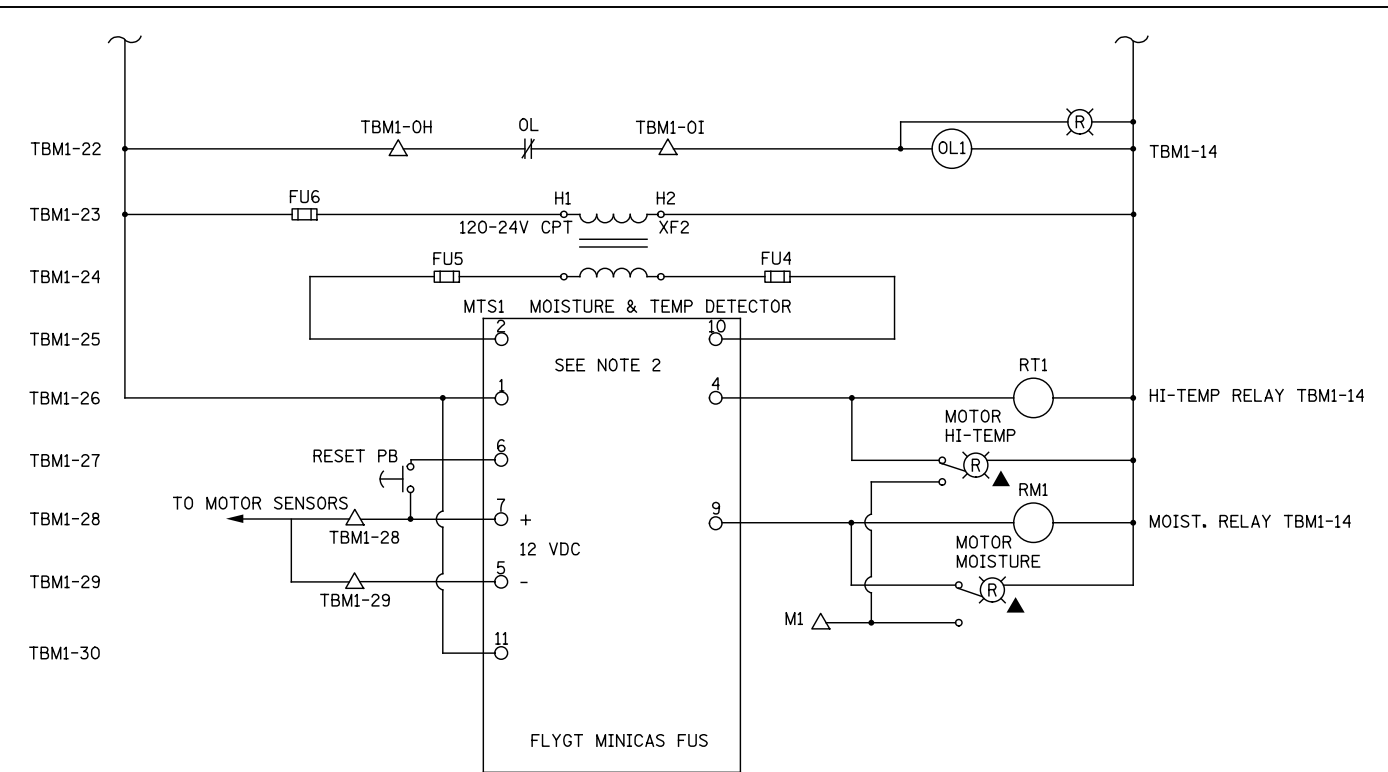 TBM1-OH
OL
TBM1-OI
R
TBM1-22
OL1
TBM1-14
FU6
H1
H2
TBM1-23
120-24V CPT
XF2
FU5
FU4
TBM1-24
MTS1
MOISTURE & TEMP DETECTOR
2
10
TBM1-25
SEE NOTE 2
RT1
1
4
TBM1-26
HI-TEMP RELAY TBM1-14
MOTOR
HI-TEMP
6
RESET PB
TBM1-27
R
RM1
TO MOTOR SENSORS
7
9
TBM1-28
+
MOIST. RELAY TBM1-14
TBM1-28
12 VDC
MOTOR
MOISTURE
5
TBM1-29
-
R
TBM1-29
M1
11
TBM1-30
FLYGT MINICAS FUS